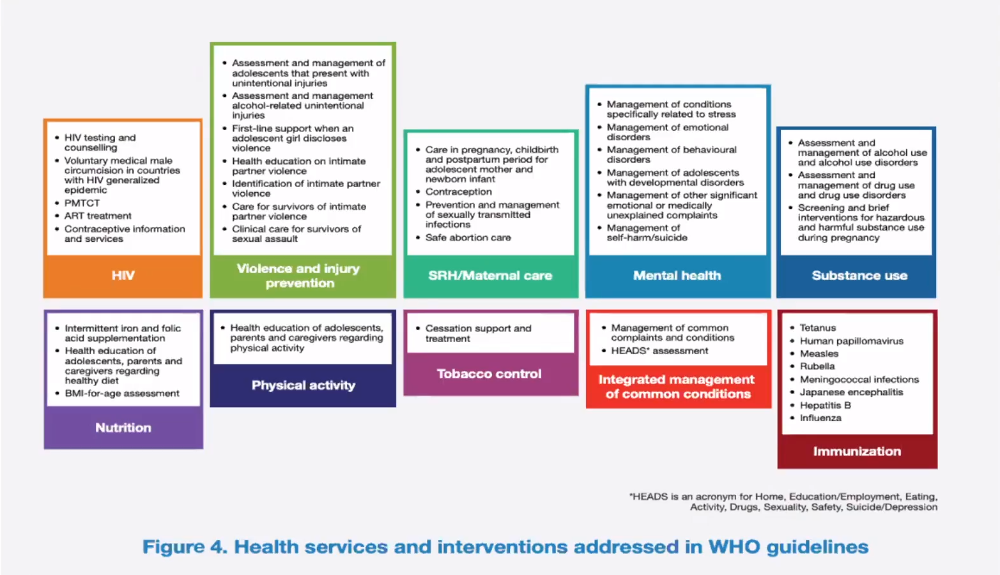 • HIV testing and
counselling
• Voluntary medical male
circumcision in countries
with HIV generalized
epidemic
• PMTCT
• ART treatment
• Contraceptive information
and services
HIV
• Assessment and management of
adolescents that present with
unintentional injuries
• Assessment and management
alcohol-related unintentional
injuries
• First-line support when an
adolescent girl discloses
violence
• Health education on intimate
partner violence
• Identification of intimate partner
violence
• Care for survivors of intimate
partner violence
• Clinical care for survivors of
sexual assault
Violence and injury
prevention
• Care in pregnancy, childbirth
and postpartum period for
adolescent mother and
newborn infant
• Contraception
• Prevention and management
of sexually transmitted
infections
• Safe abortion care
SRH/Maternal care
• Management of conditions
specifically related to stress
• Management of emotional
disorders
• Management of behavioural
disorders
• Management of adolescents
with developmental disorders
• Management of other significant
emotional or medically
unexplained complaints
• Management of
self-harm/suicide
Mental health
• Assessment and
management of alcohol use
and alcohol use disorders
• Assessment and
management of drug use
and drug use disorders
• Screening and brief
interventions for hazardous
and harmful substance use
during pregnancy
Substance use
• Intermittent iron and folic
acid supplementation
• Health education of
adolescents, parents and
caregivers regarding
healthy diet
• BMI-for-age assessment
Nutrition
• Health education of adolescents,
parents and caregivers regarding
physical activity
Physical activity
• Cessation support and
treatment
Tobacco control
• Management of common
complaints and conditions
• HEADS* assessment
Integrated management
of common conditions
• Tetanus
• Human papillomavirus
• Measles
• Rubella
• Meningococcal infections
• Japanese encephalitis
• Hepatitis B
• Influenza
Immunization
*HEADS is an acronym for Home, Education/Employment, Eating,
Activity, Drugs, Sexuality, Safety, Suicide/Depression
Figure 4. Health services and interventions addressed in WHO guidelines